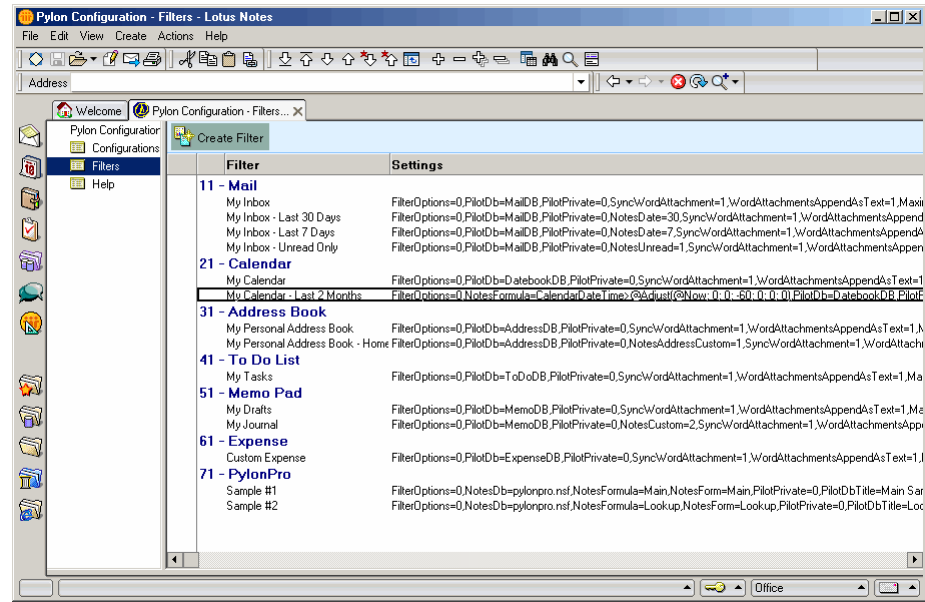 Pylon Configuration - Filters - Lotus Notes
File Edit View Create Actions Help
Address
Welcome Pylon Configuration - Filters...
Pylon Configuration
Configurations
Filters
Help
Create Filter
Filter Settings
11 - Mail
My Inbox FilterOptions=0,PilotDb=MailDB,PilotPrivate=0,SyncWordAttachment=1,WordAttachmentsAppendAsText=1,Maxi
My Inbox - Last 30 Days FilterOptions=0,PilotDb=MailDB,PilotPrivate=0,NotesDate=30,SyncWordAttachment=1,WordAttachmentsAppend
My Inbox - Last 7 Days FilterOptions=0,PilotDb=MailDB,PilotPrivate=0,NotesDate=7,SyncWordAttachment=1,WordAttachmentsAppendA
My Inbox - Unread Only FilterOptions=0,PilotDb=MailDB,PilotPrivate=0,NotesUnread=1,SyncWordAttachment=1,WordAttachmentsAppen
21 - Calendar
My Calendar FilterOptions=0,PilotDb=DatebookDB,PilotPrivate=0,SyncWordAttachment=1,WordAttachmentsAppendAsText=1
My Calendar - Last 2 Months FilterOptions=0,NotesFormula=CalendarDateTime>@Adjust(@Now; 0; 0; -60; 0; 0; 0),PilotDb=DatebookDB,PilotP
31 - Address Book
My Personal Address Book FilterOptions=0,PilotDb=AddressDB,PilotPrivate=0,SyncWordAttachment=1,WordAttachmentsAppendAsText=1,M
My Personal Address Book - Home FilterOptions=0,PilotDb=AddressDB,PilotPrivate=0,NotesAddressCustom=1,SyncWordAttachment=1,WordAttachm
41 - To Do List
My Tasks FilterOptions=0,PilotDb=ToDoDB,PilotPrivate=0,SyncWordAttachment=1,WordAttachmentsAppendAsText=1,Ma
51 - Memo Pad
My Drafts FilterOptions=0,PilotDb=MemoDB,PilotPrivate=0,SyncWordAttachment=1,WordAttachmentsAppendAsText=1,Ma
My Journal FilterOptions=0,PilotDb=MemoDB,PilotPrivate=0,NotesCustom=2,SyncWordAttachment=1,WordAttachmentsAppe
61 - Expense
Custom Expense FilterOptions=0,PilotDb=ExpenseDB,PilotPrivate=0,SyncWordAttachment=1,WordAttachmentsAppendAsText=1,
71 - PylonPro
Sample #1 FilterOptions=0,NotesDb=pylonpro.nsf,NotesFormula=Main,NotesForm=Main,PilotPrivate=0,PilotDbTitle=Main Sam
Sample #2 FilterOptions=0,NotesDb=pylonpro.nsf,NotesFormula=Lookup,NotesForm=Lookup,PilotPrivate=0,PilotDbTitle=Loo
Office